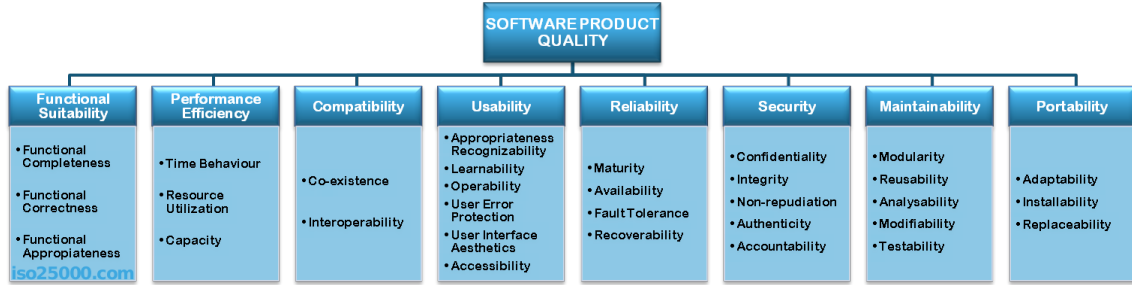 SOFTWARE PRODUCT
QUALITY
Functional
Suitability
• Functional
Completeness
• Functional
Correctness
• Functional
Appropiateness
Performance
Efficiency
• Time Behaviour
• Resource
Utilization
• Capacity
Compatibility
• Co-existence
• Interoperability
Usability
• Appropriateness
Recognizability
• Learnability
• Operability
• User Error
Protection
• User Interface
Aesthetics
• Accessibility
Reliability
• Maturity
• Availability
• Fault Tolerance
• Recoverability
Security
• Confidentiality
• Integrity
• Non-repudiation
• Authenticity
• Accountability
Maintainability
• Modularity
• Reusability
• Analysability
• Modifiability
• Testability
Portability
• Adaptability
• Installability
• Replaceability
iso25000.com